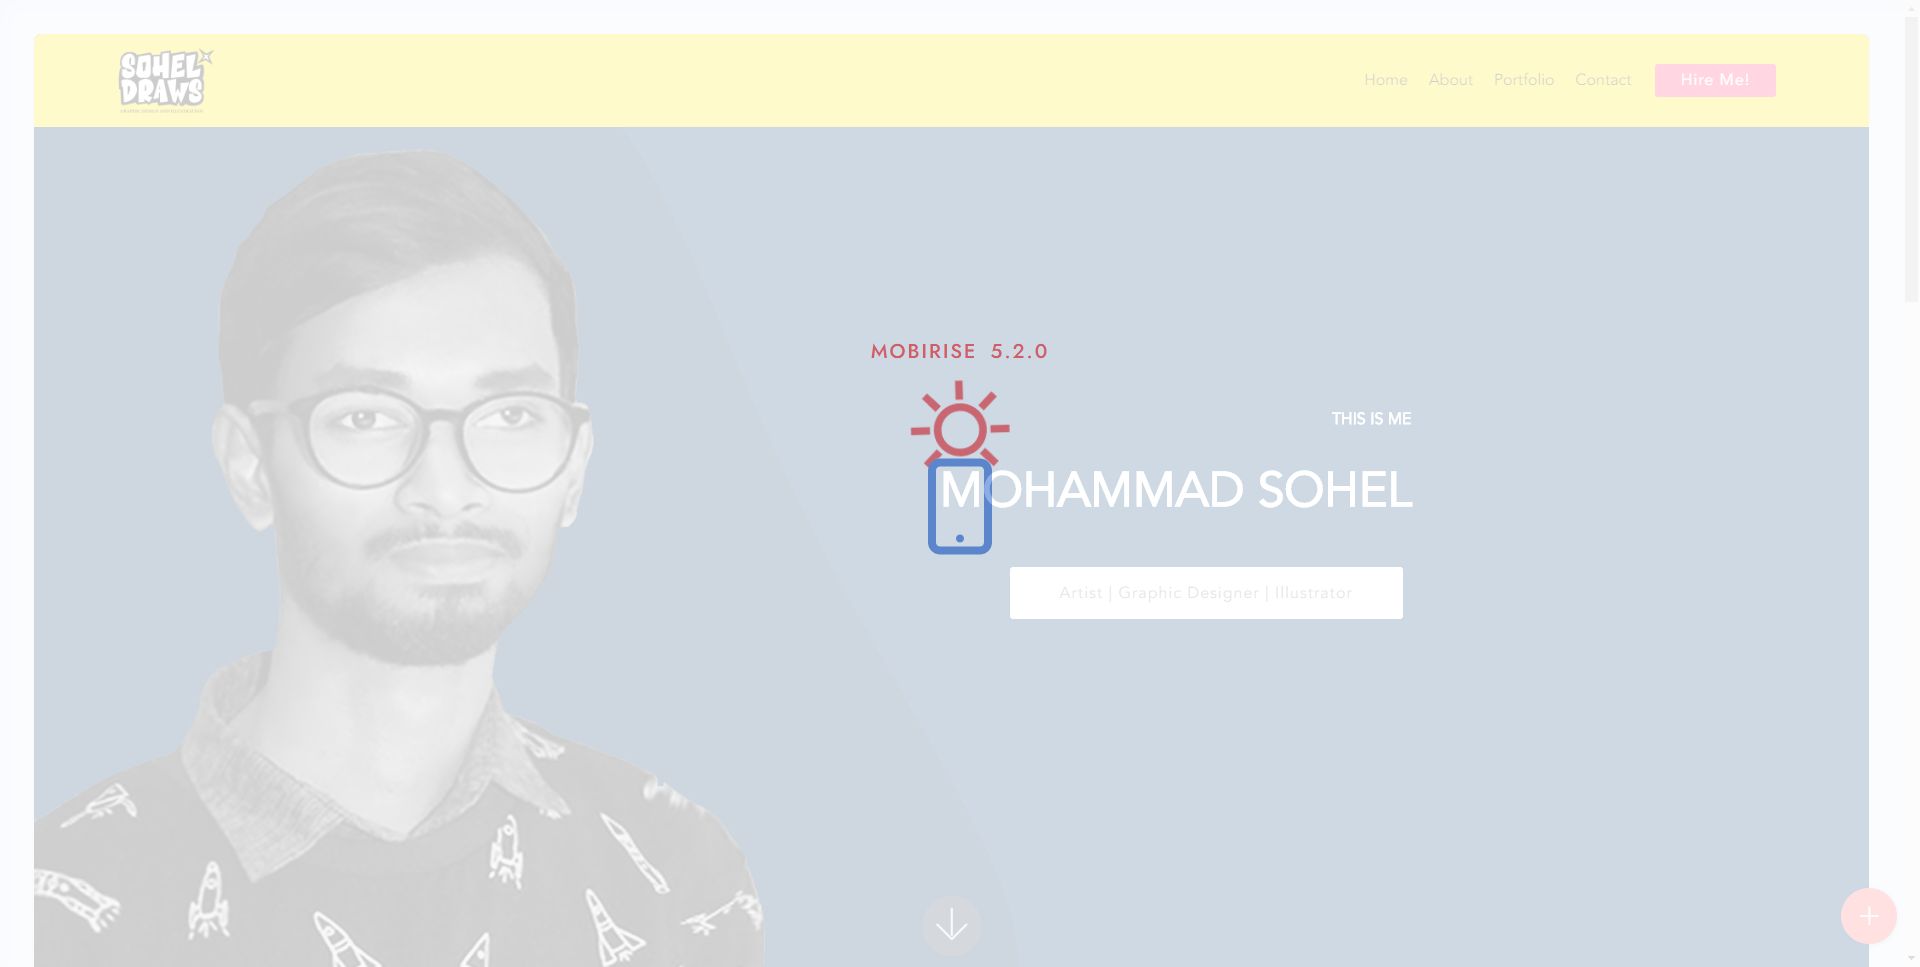 SOHEL
DRAWS
Home
About
Portfolio
Contact
Hire Me!
MOBIRISE 5.2.0
THIS IS ME
MOHAMMAD SOHEL
Artist | Graphic Designer | Illustrator